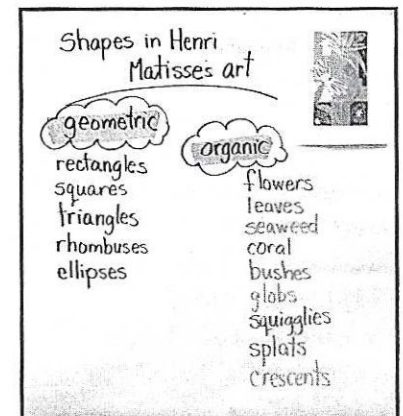 Shapes in Henri
Matisse's art
geometric
rectangles
squares
triangles
rhombuses
ellipses
organic
flowers
leaves
seaweed
coral
bushes
globs
squigglies
splats
crescents